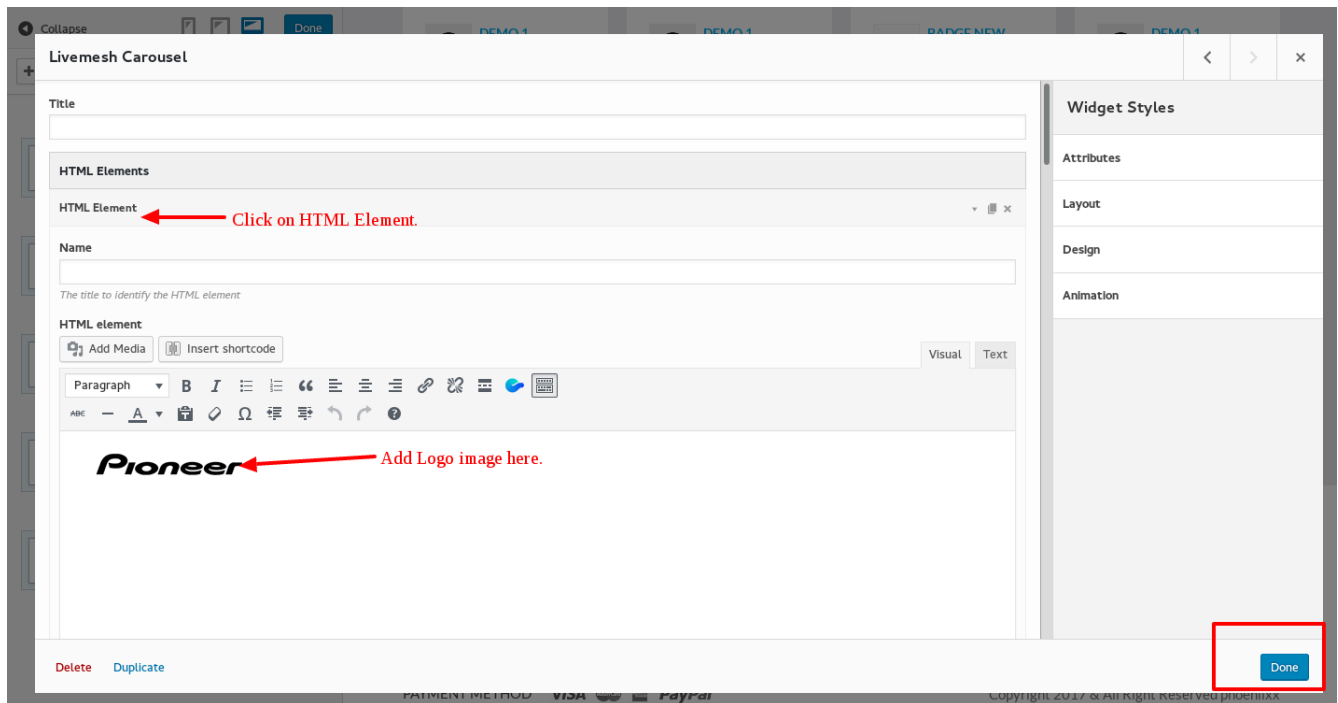 Collapse Done DEMO 1 DEMO 1 BADGE NEW DEMO 1
Livemesh Carousel
Title
Widget Styles
HTML Elements
Attributes
HTML Element
Click on HTML Element.
Layout
Name
Design
The title to identify the HTML element
Animation
HTML element
Add Media Insert shortcode
Visual Text
Paragraph
ABC
Pioneer
Add Logo image here.
Delete Duplicate
Done
PAYMENT METHOD VISA PayPal Copyright 2017 & All Right Reserved phoeniixx